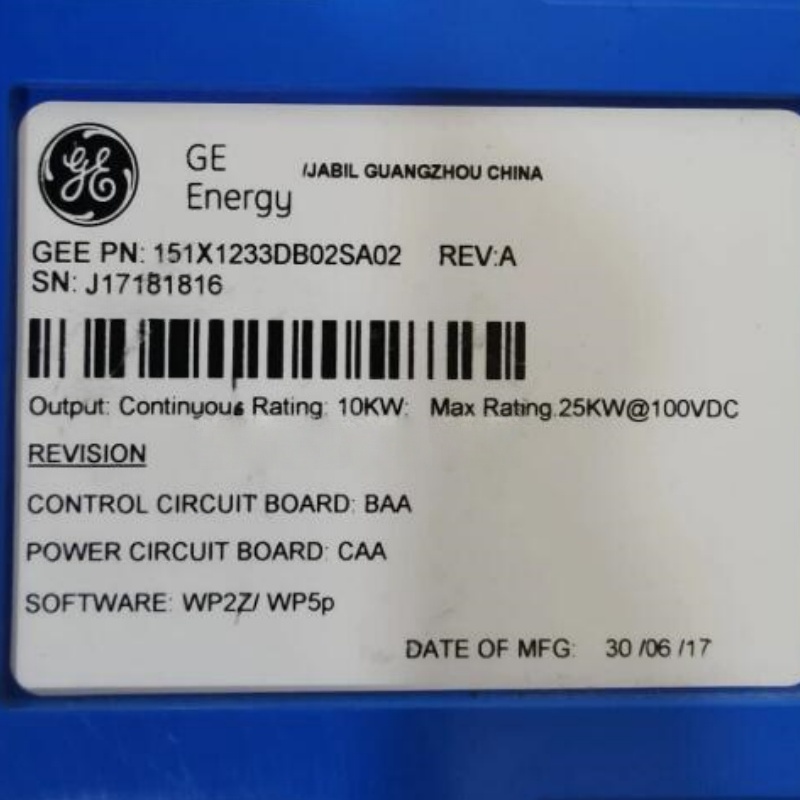 GE
GE
Energy
/JABIL GUANGZHOU CHINA
GEE PN: 151X1233DB02SA02 REV:A
SN: J17181816
Output: Continyous Rating: 10KW: Max Rating.25KW@100VDC
REVISION
CONTROL CIRCUIT BOARD: BAA
POWER CIRCUIT BOARD: CAA
SOFTWARE: WP2Z/ WP5p
DATE OF MFG: 30 /06 /17